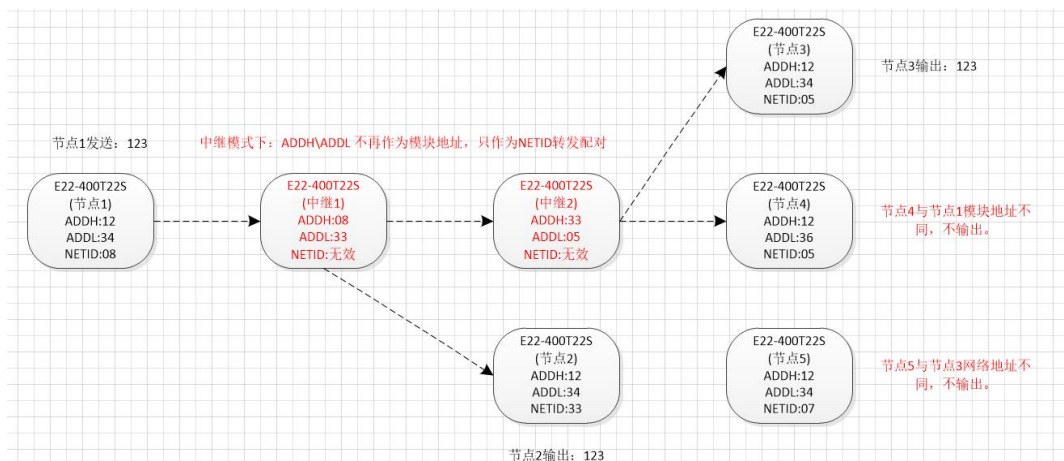 E22-400T22S
(节点3)
ADDH:12
ADDL:34
NETID:05
节点3输出：123
节点1发送：123
中继模式下：ADDH\ADDL 不再作为模块地址，只作为NETID转发配对
E22-400T22S
(节点1)
ADDH:12
ADDL:34
NETID:08
E22-400T22S
(中继1)
ADDH:08
ADDL:33
NETID:无效
E22-400T22S
(中继2)
ADDH:33
ADDL:05
NETID:无效
E22-400T22S
(节点4)
ADDH:12
ADDL:36
NETID:05
节点4与节点1模块地址不
同，不输出。
E22-400T22S
(节点2)
ADDH:12
ADDL:34
NETID:33
E22-400T22S
(节点5)
ADDH:12
ADDL:34
NETID:07
节点5与节点3网络地址不
同，不输出。
节点2输出：123